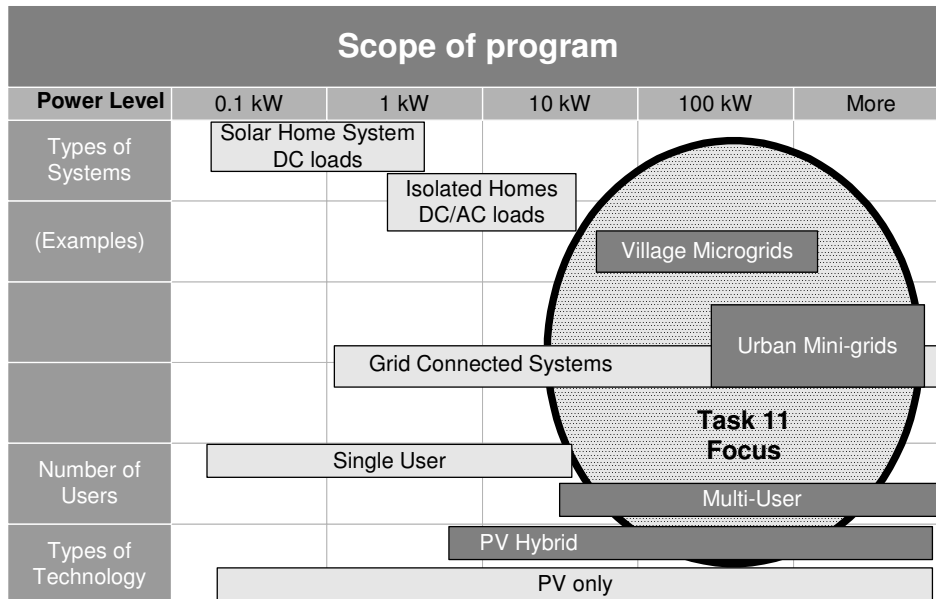 Scope of program
Power Level 0.1 kW 1 kW 10 kW 100 kW More
Types of
Systems
Solar Home System
DC loads
Isolated Homes
DC/AC loads
(Examples)
Village Microgrids
Urban Mini-grids
Grid Connected Systems
Task 11
Focus
Number of
Users
Single User
Multi-User
Types of
Technology
PV Hybrid
PV only